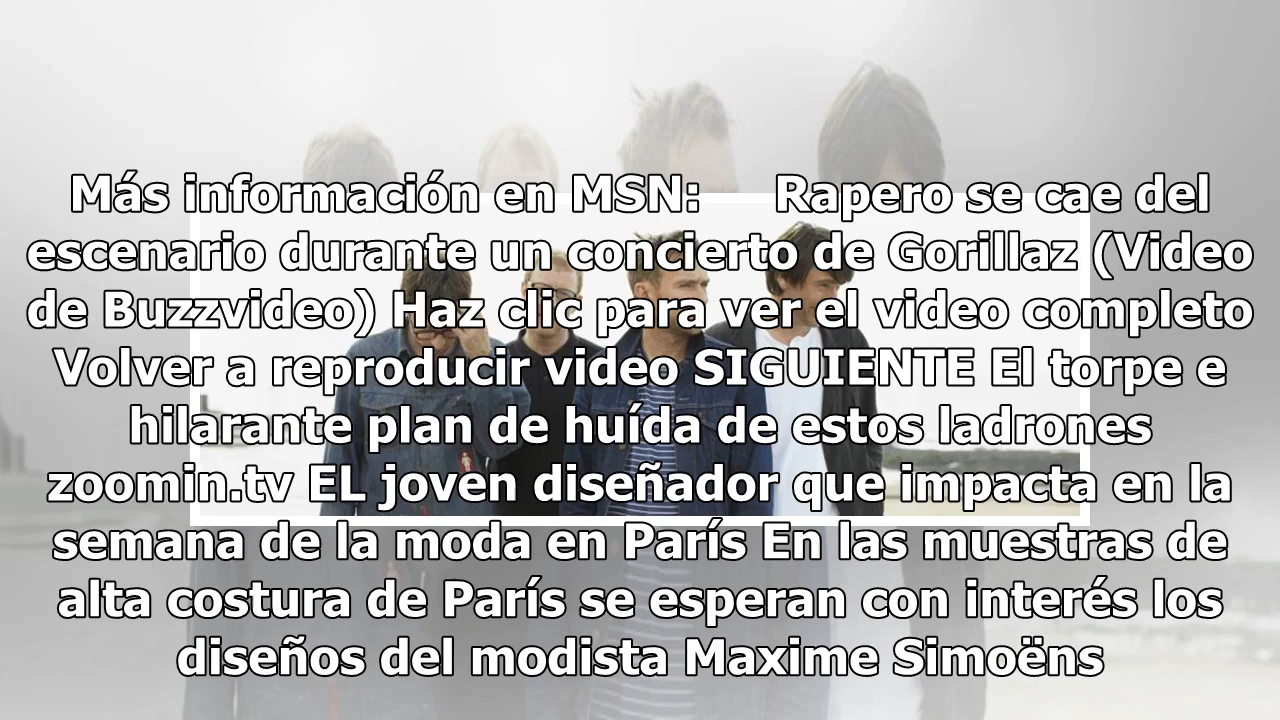 Más información en MSN: Rapero se cae del
escenario durante un concierto de Gorillaz (Video
de Buzzvideo) Haz clic para ver el video completo
Volver a reproducir video SIGUIENTE El torpe e
hilarante plan de huída de estos ladrones
zoomin.tv EL joven diseñador que impacta en la
semana de la moda en París En las muestras de
alta costura de París se esperan con interés los
diseños del modista Maxime Simoëns